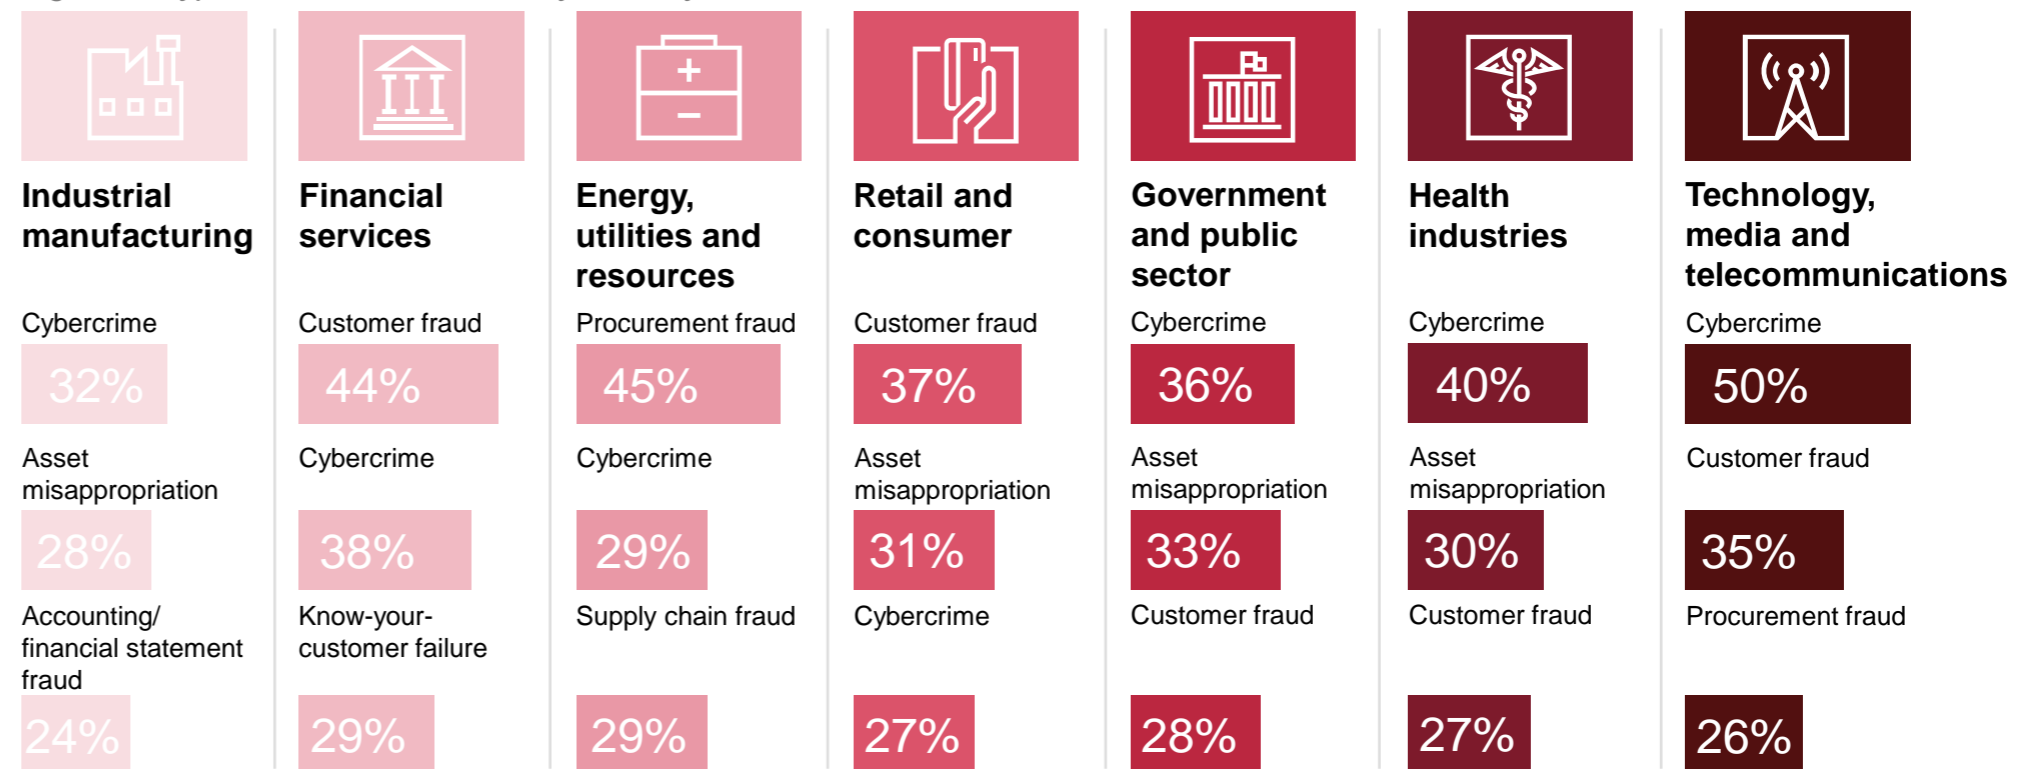 Industrial
manufacturing
Cybercrime
32%
Asset
misappropriation
28%
Accounting/
financial statement
fraud
24%
Financial
services
Customer fraud
44%
Cybercrime
38%
Know-your-
customer failure
29%
Energy,
utilities and
resources
Procurement fraud
45%
Cybercrime
29%
Supply chain fraud
29%
Retail and
consumer
Customer fraud
37%
Asset
misappropriation
31%
Cybercrime
27%
Government
and public
sector
Cybercrime
36%
Asset
misappropriation
33%
Customer fraud
28%
Health
industries
Cybercrime
40%
Asset
misappropriation
30%
Customer fraud
27%
Technology,
media and
telecommunications
Cybercrime
50%
Customer fraud
35%
Procurement fraud
26%